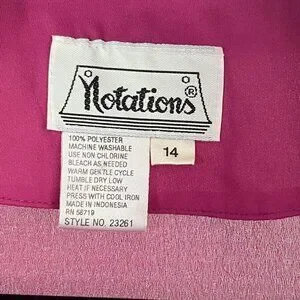 Notations®
100% POLYESTER
MACHINE WASHABLE
USE NON CHLORINE
BLEACH AS NEEDED
WARM GENTLE CYCLE
TUMBLE DRY LOW
HEAT IF NECESSARY
PRESS WITH COOL IRON
MADE IN INDONESIA
RN 58719
STYLE NO. 23261
14